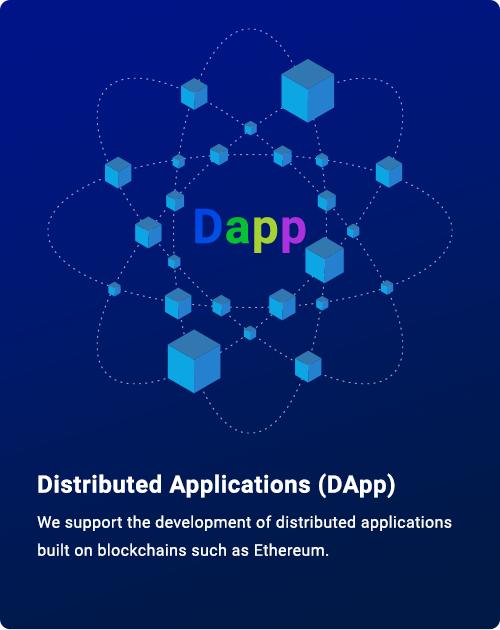 Dapp
Distributed Applications (DApp)
We support the development of distributed applications
built on blockchains such as Ethereum.